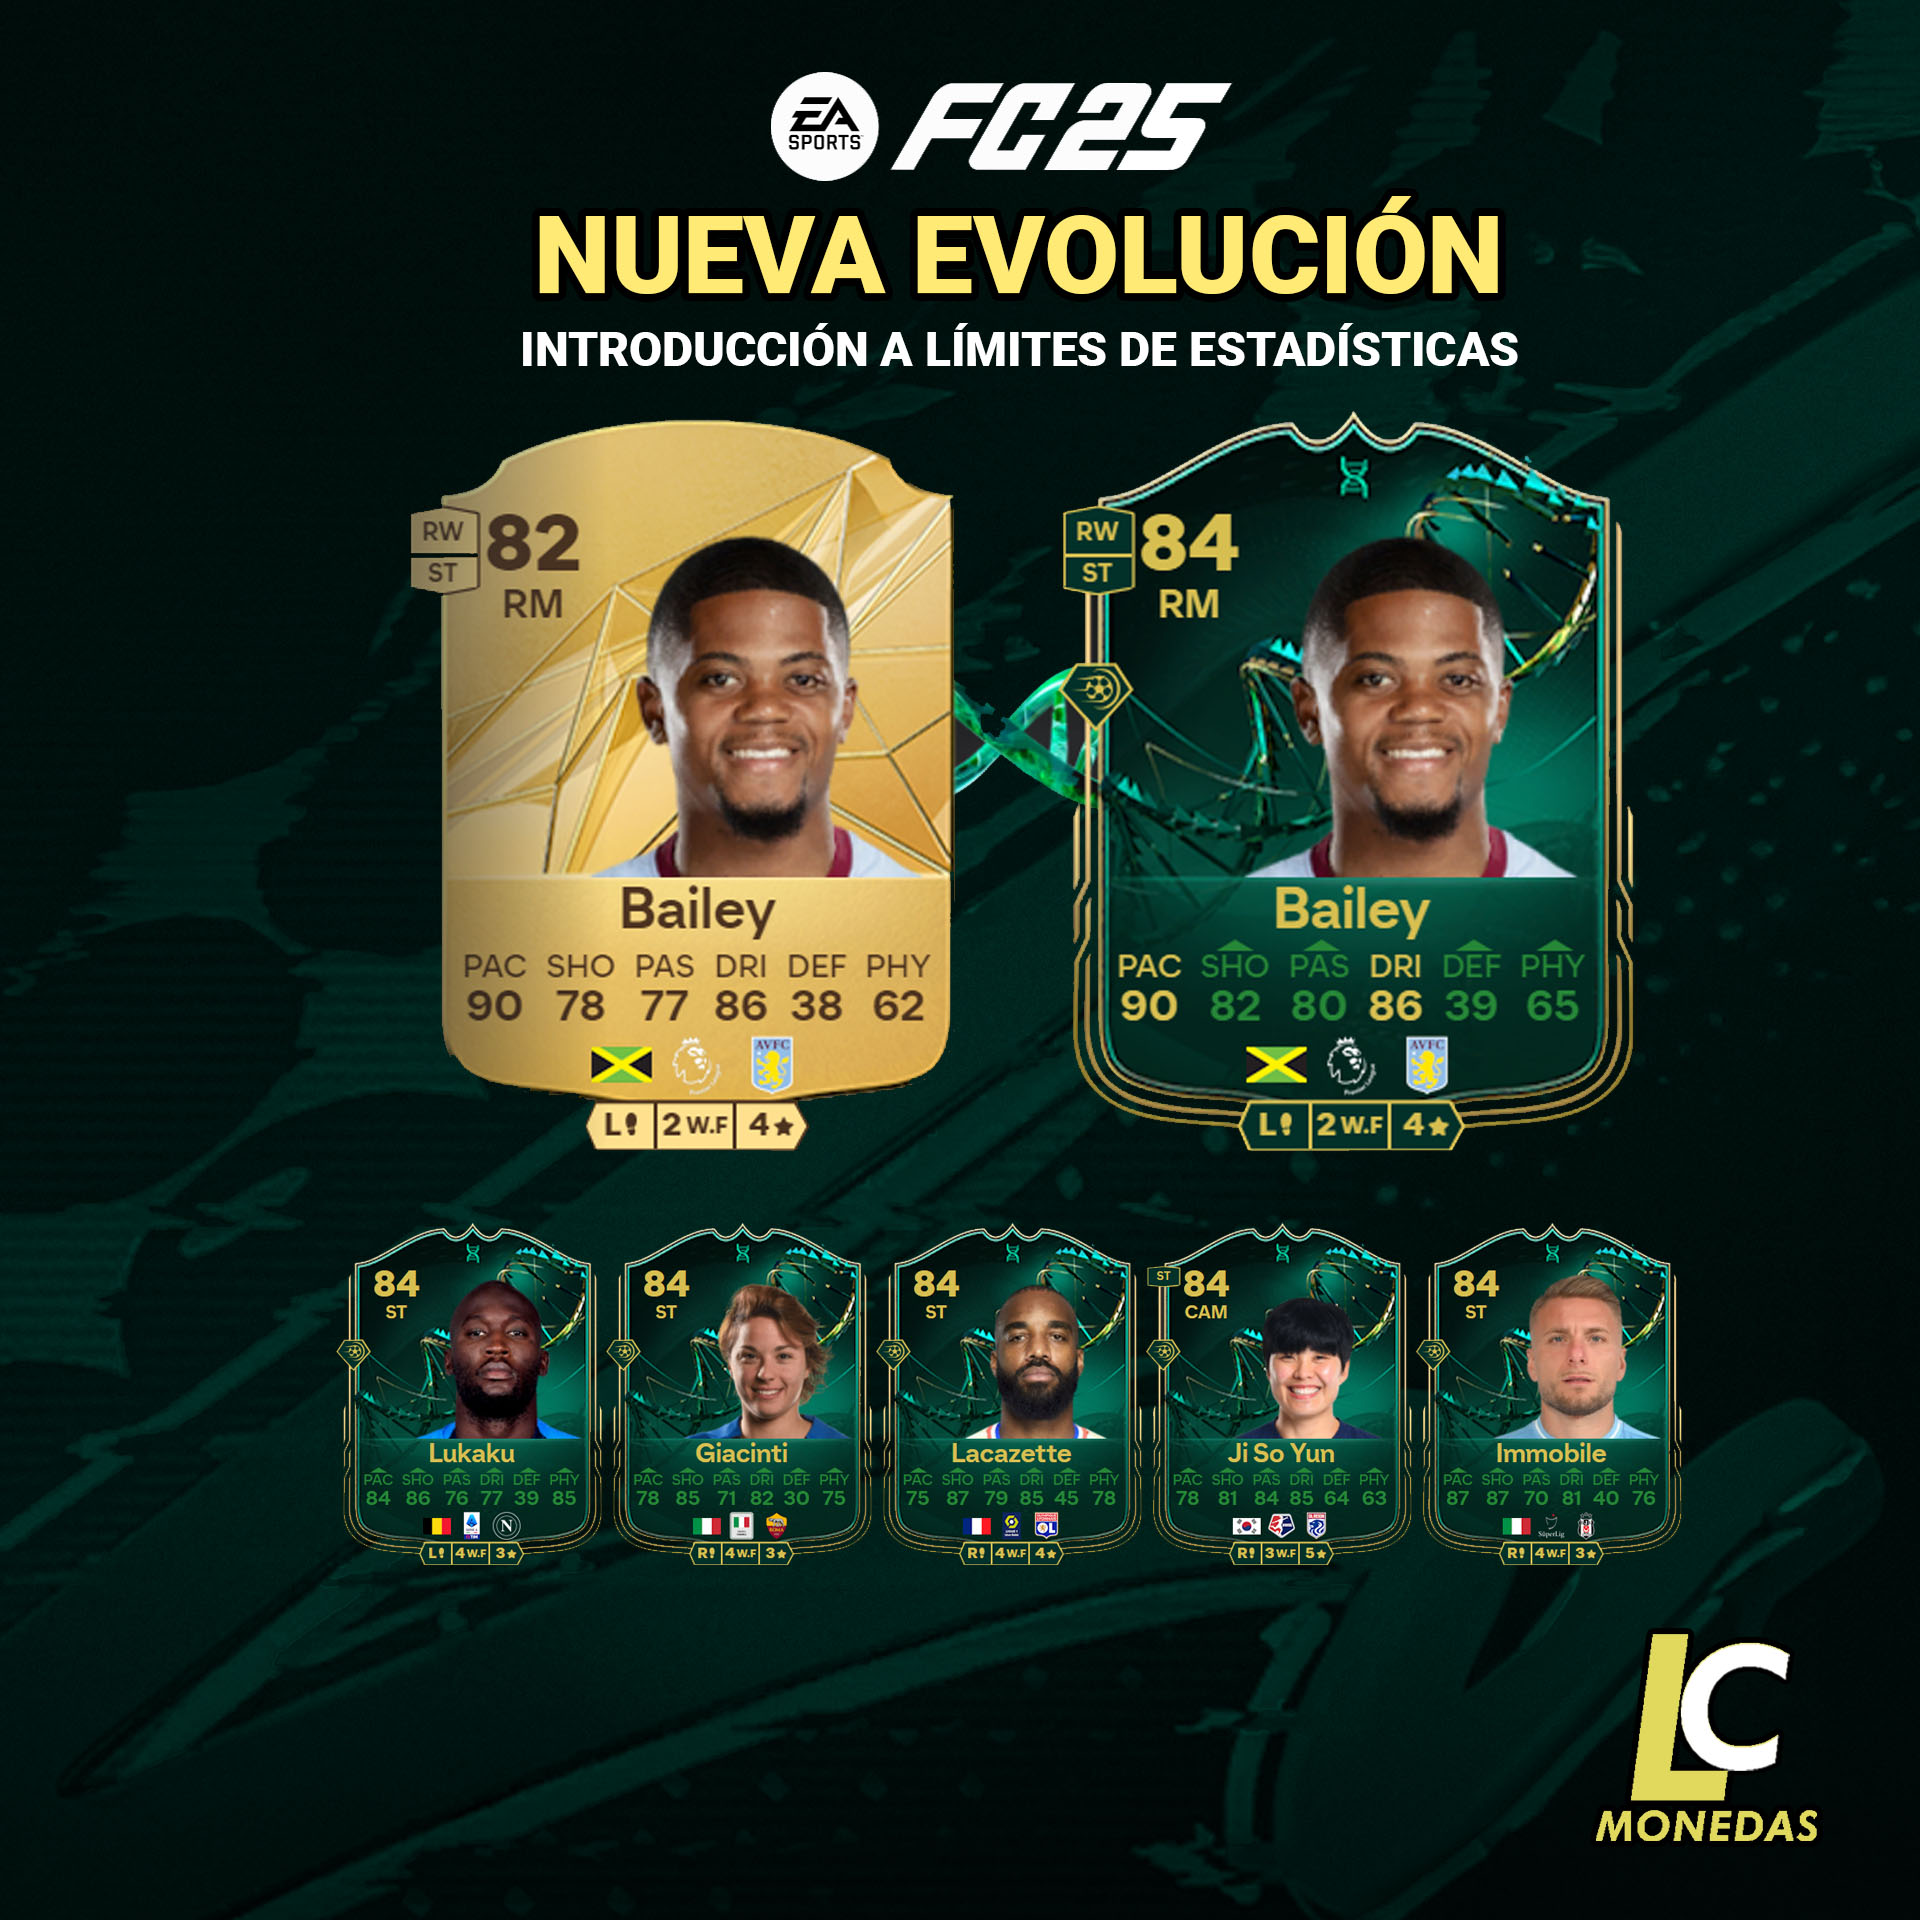 EA
SPORTS
FC25
NUEVA EVOLUCIÓN
INTRODUCCIÓN A LÍMITES DE ESTADÍSTICAS
RW
ST
82
RM
Bailey
PAC SHO PAS DRI DEF PHY
90 78 77 86 38 62
AVFC
L 2 W.F 4★
RW
ST
84
RM
Bailey
PAC SHO PAS DRI DEF PHY
90 82 80 86 39 65
Premier League
AVFC
L 2 W.F 4★
84
ST
Lukaku
PAC SHO PAS DRI DEF PHY
84 86 76 77 39 85
N
L 4 W.F 3★
84
ST
Giacinti
PAC SHO PAS DRI DEF PHY
78 85 71 82 30 75
R 4 W.F 3★
84
ST
Lacazette
PAC SHO PAS DRI DEF PHY
75 87 79 85 45 78
OL
R 4 W.F 4★
ST
84
CAM
Ji So Yun
PAC SHO PAS DRI DEF PHY
78 81 84 85 64 63
R 3 W.F 5★
84
ST
Immobile
PAC SHO PAS DRI DEF PHY
87 87 70 81 40 76
SüperLig
R 4 W.F 3★
LC
MONEDAS